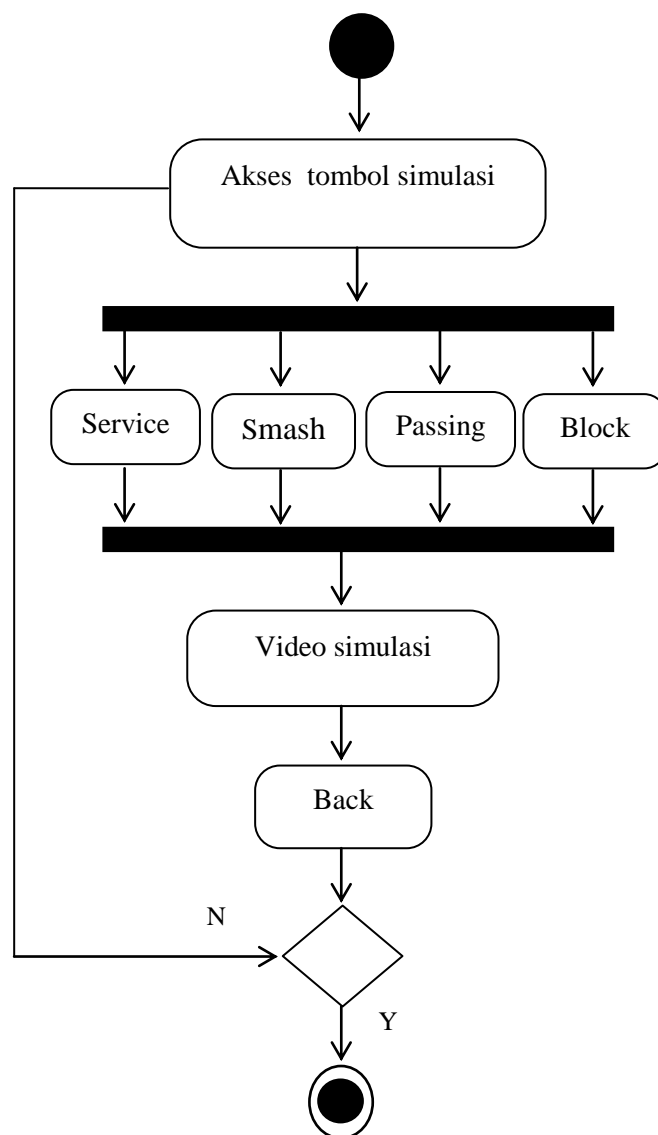 Akses tombol simulasi
Service
Smash
Passing
Block
Video simulasi
Back
N
Y